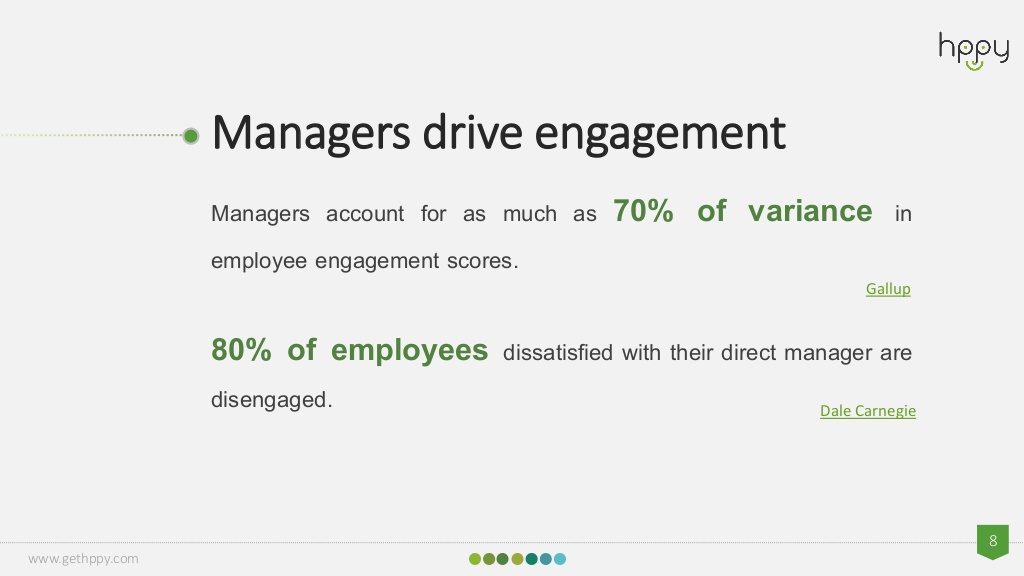 hppy
Managers drive engagement
Managers account for as much as 70% of variance in
employee engagement scores.
Gallup
80% of employees dissatisfied with their direct manager are
disengaged.
Dale Carnegie
www.gethppy.com
8